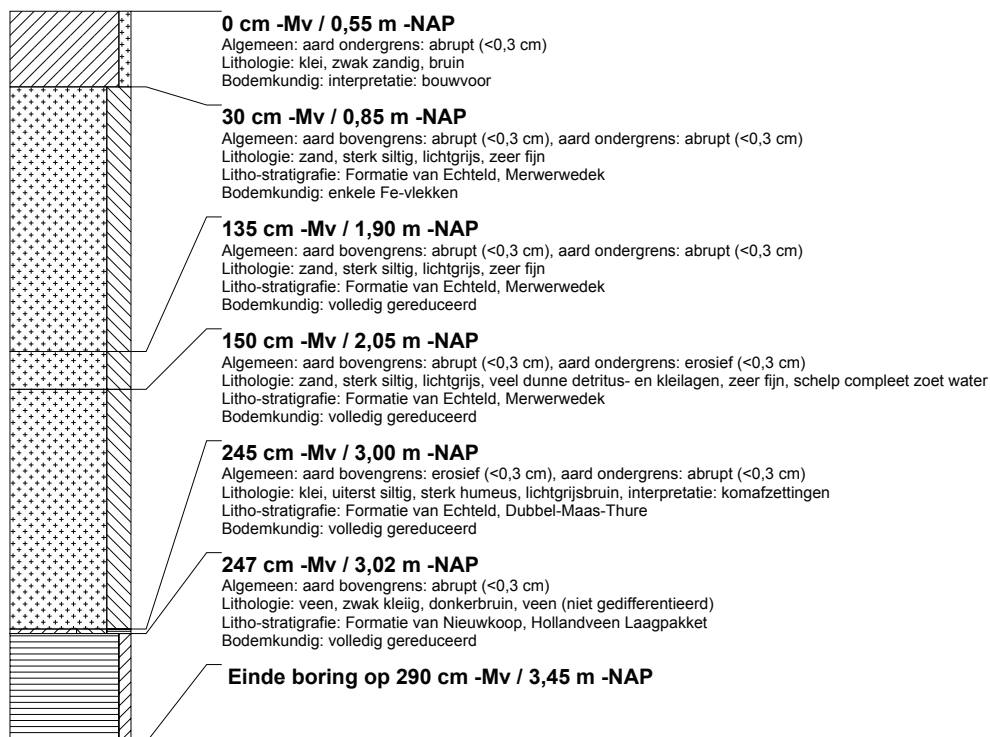 0 cm -Mv / 0,55 m -NAP
Algemeen: aard ondergrens: abrupt (<0,3 cm)
Lithologie: klei, zwak zandig, bruin
Bodemkundig: interpretatie: bouwvoor
30 cm -Mv / 0,85 m -NAP
Algemeen: aard bovengrens: abrupt (<0,3 cm), aard ondergrens: abrupt (<0,3 cm)
Lithologie: zand, sterk siltig, lichtgrijs, zeer fijn
Litho-stratigrafie: Formatie van Echteld, Merwerwedek
Bodemkundig: enkele Fe-vlekken
135 cm -Mv / 1,90 m -NAP
Algemeen: aard bovengrens: abrupt (<0,3 cm), aard ondergrens: abrupt (<0,3 cm)
Lithologie: zand, sterk siltig, lichtgrijs, zeer fijn
Litho-stratigrafie: Formatie van Echteld, Merwerwedek
Bodemkundig: volledig gereduceerd
150 cm -Mv / 2,05 m -NAP
Algemeen: aard bovengrens: abrupt (<0,3 cm), aard ondergrens: erosief (<0,3 cm)
Lithologie: zand, sterk siltig, lichtgrijs, veel dunne detritus- en kleilagen, zeer fijn, schelp compleet zoet water
Litho-stratigrafie: Formatie van Echteld, Merwerwedek
Bodemkundig: volledig gereduceerd
245 cm -Mv / 3,00 m -NAP
Algemeen: aard bovengrens: erosief (<0,3 cm), aard ondergrens: abrupt (<0,3 cm)
Lithologie: klei, uiterst siltig, sterk humeus, lichtgrijsbruin, interpretatie: komafzettingen
Litho-stratigrafie: Formatie van Echteld, Dubbel-Maas-Thure
Bodemkundig: volledig gereduceerd
247 cm -Mv / 3,02 m -NAP
Algemeen: aard bovengrens: abrupt (<0,3 cm)
Lithologie: veen, zwak kleiig, donkerbruin, veen (niet gedifferentieerd)
Litho-stratigrafie: Formatie van Nieuwkoop, Hollandveen Laagpakket
Bodemkundig: volledig gereduceerd
Einde boring op 290 cm -Mv / 3,45 m -NAP